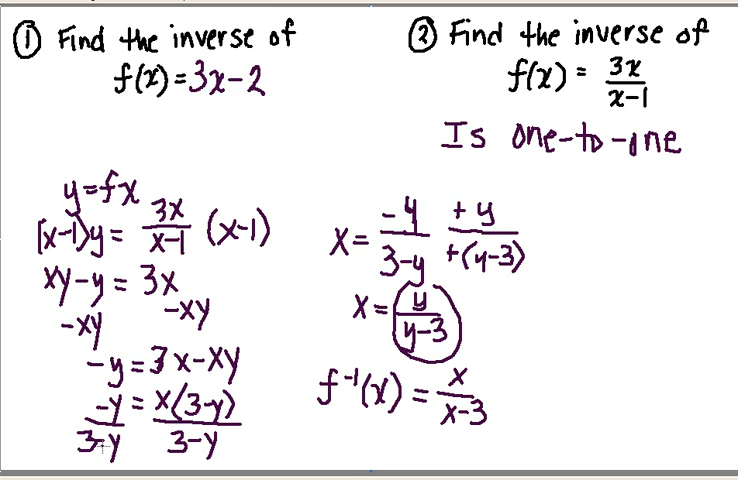 ① Find the inverse of
f(x) = 3x-2
② Find the inverse of
f(x) = 3x/(x-1)
Is one-to-one
y=fx
(x-1)y = 3x/(x-1) (x-1)
xy-y = 3x
-xy -xy
-y = 3x-xy
-y/(3-y) = x(3-y)/(3-y)
x = -y/(3-y) +y/+(y-3)
x = y/(y-3)
f⁻¹(x) = x/(x-3)